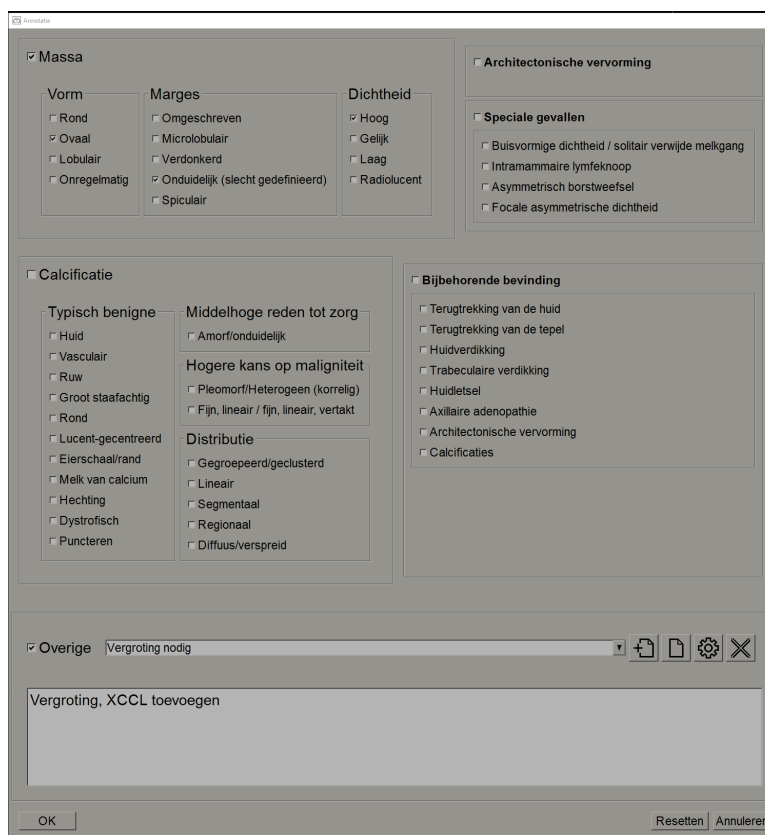 Annotatie
Massa
Vorm
Rond
Ovaal
Lobulair
Onregelmatig
Marges
Omgeschreven
Microlobulair
Verdonkerd
Onduidelijk (slecht gedefinieerd)
Spiculair
Dichtheid
Hoog
Gelijk
Laag
Radiolucent
Architectonische vervorming
Speciale gevallen
Buisvormige dichtheid / solitair verwijde melkgang
Intramammaire lymfeknoop
Asymmetrisch borstweefsel
Focale asymmetrische dichtheid
Calcificatie
Typisch benigne
Huid
Vasculair
Ruw
Groot staafachtig
Rond
Lucent-gecentreerd
Eierschaal/rand
Melk van calcium
Hechting
Dystrofisch
Puncteren
Middelhoge reden tot zorg
Amorf/onduidelijk
Hogere kans op maligniteit
Pleomorf/Heterogeen (korrelig)
Fijn, lineair / fijn, lineair, vertakt
Distributie
Gegroepeerd/geclusterd
Lineair
Segmentaal
Regionaal
Diffuus/verspreid
Bijbehorende bevinding
Terugtrekking van de huid
Terugtrekking van de tepel
Huidverdikking
Trabeculaire verdikking
Huidletsel
Axillaire adenopathie
Architectonische vervorming
Calcificaties
Overige
Vergroting nodig
Vergroting, XCCL toevoegen
OK
Resetten
Annuleren